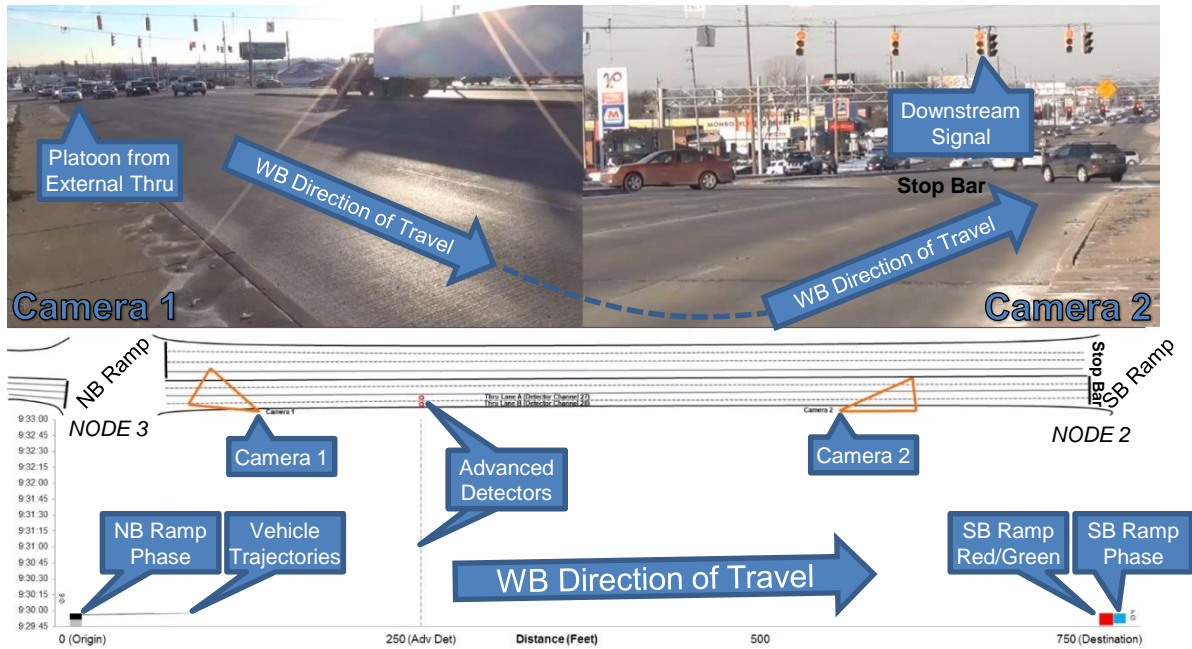 Platoon from
External Thru
WB Direction of Travel
Camera 1
Downstream
Signal
Stop Bar
WB Direction of Travel
Camera 2
MONRO
NB Ramp
Stop Bar
SB Ramp
Thru Lane A (Detector Channel 27)
Thru Lane B (Detector Channel 28)
Camera 1
Camera 2
NODE 3
NODE 2
Camera 1
Camera 2
Advanced
Detectors
NB Ramp
Phase
Vehicle
Trajectories
SB Ramp
Red/Green
SB Ramp
Phase
WB Direction of Travel
9:33:00
9:32:45
9:32:30
9:32:15
9:32:00
9:31:45
9:31:30
9:31:15
9:31:00
9:30:45
9:30:30
9:30:15
9:30:00
9:29:45
0 (Origin)
250 (Adv Det)
Distance (Feet)
500
750 (Destination)